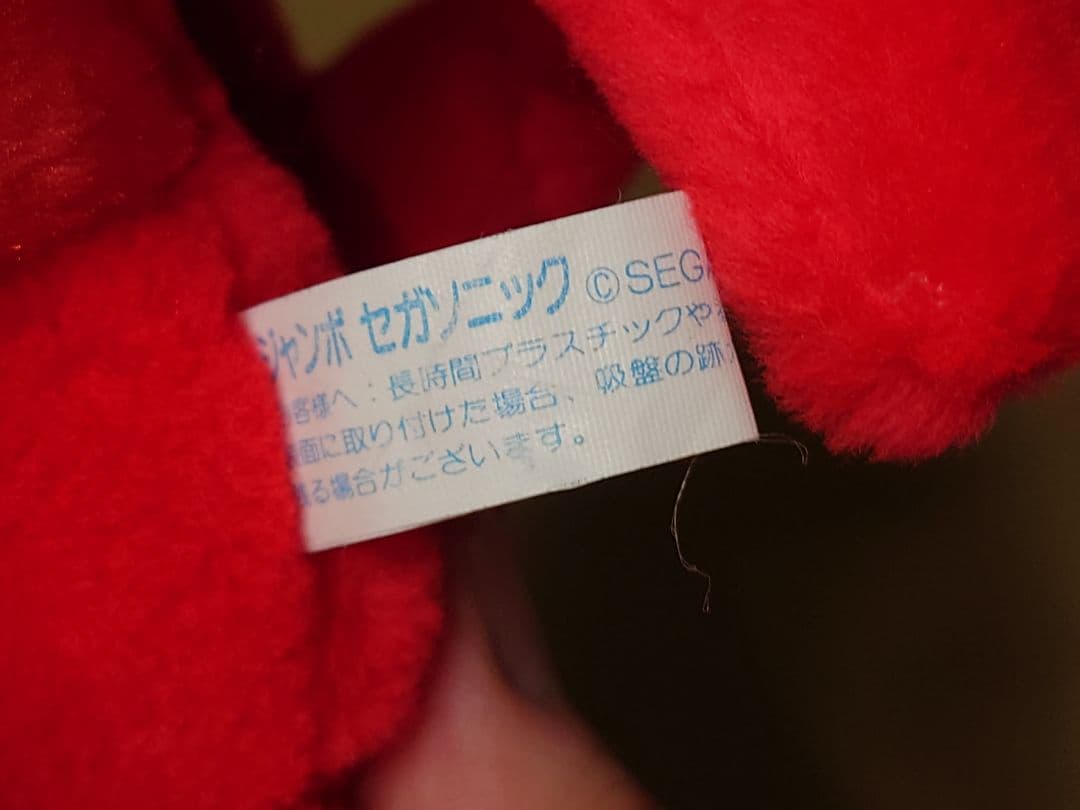 ジャンボ セガソニック ©SEGA
客様へ：長時間プラスチックや
面に取り付けた場合、吸盤の跡
る場合がございます。